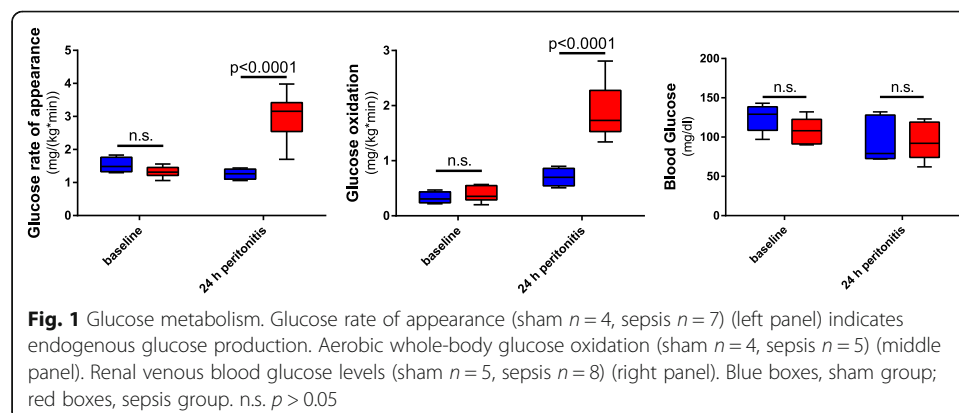 Glucose rate of appearance
(mg/(kg*min))
5
4
3
2
1
0
n.s.
p<0.0001
baseline
24 h peritonitis
Glucose oxidation
(mg/(kg*min))
3
2
1
0
n.s.
p<0.0001
baseline
24 h peritonitis
Blood Glucose
(mg/dl)
200
150
100
50
0
n.s.
n.s.
baseline
24 h peritonitis
Fig. 1 Glucose metabolism. Glucose rate of appearance (sham n = 4, sepsis n = 7) (left panel) indicates
endogenous glucose production. Aerobic whole-body glucose oxidation (sham n = 4, sepsis n = 5) (middle
panel). Renal venous blood glucose levels (sham n = 5, sepsis n = 8) (right panel). Blue boxes, sham group;
red boxes, sepsis group. n.s. p > 0.05